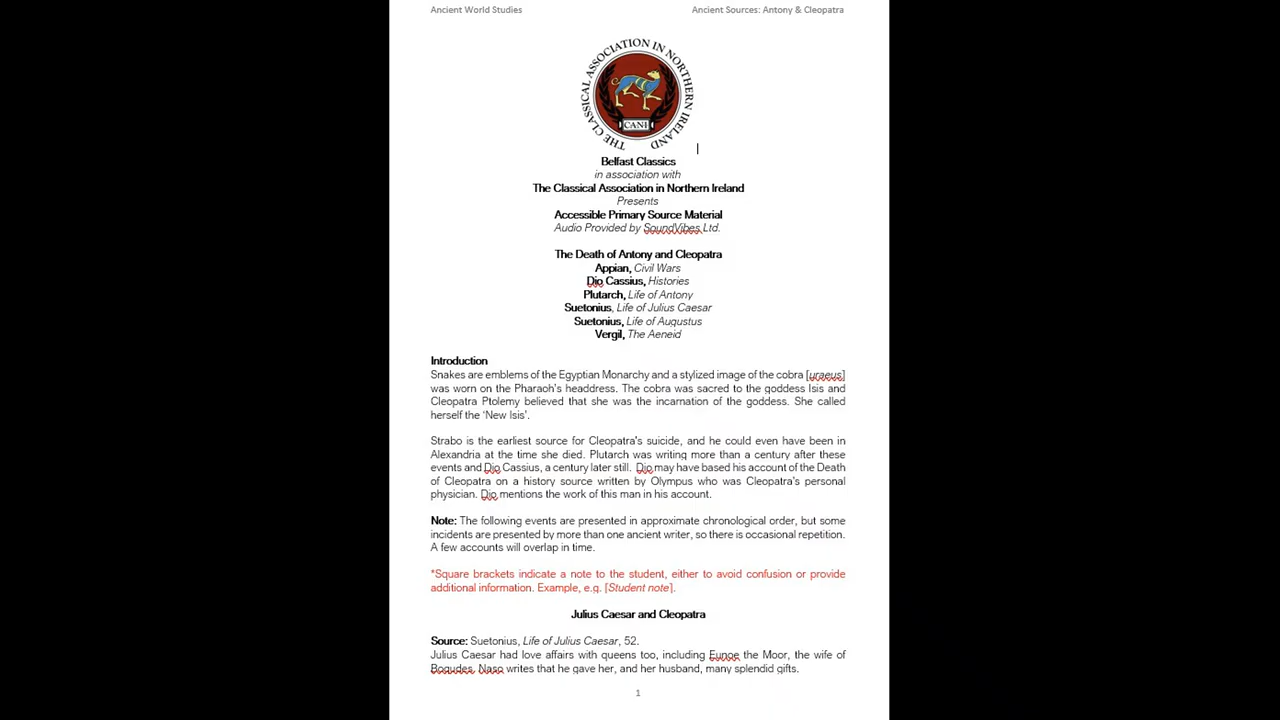 Ancient World Studies
Ancient Sources: Antony & Cleopatra
THE CLASSICAL ASSOCIATION IN NORTHERN IRELAND
CANI
Belfast Classics
in association with
The Classical Association in Northern Ireland
Presents
Accessible Primary Source Material
Audio Provided by SoundVibes Ltd.
The Death of Antony and Cleopatra
Appian, Civil Wars
Dio Cassius, Histories
Plutarch, Life of Antony
Suetonius, Life of Julius Caesar
Suetonius, Life of Augustus
Vergil, The Aeneid
Introduction
Snakes are emblems of the Egyptian Monarchy and a stylized image of the cobra [uraeus]
was worn on the Pharaoh's headdress. The cobra was sacred to the goddess Isis and
Cleopatra Ptolemy believed that she was the incarnation of the goddess. She called
herself the 'New Isis'.
Strabo is the earliest source for Cleopatra's suicide, and he could even have been in
Alexandria at the time she died. Plutarch was writing more than a century after these
events and Dio Cassius, a century later still. Dio may have based his account of the Death
of Cleopatra on a history source written by Olympus who was Cleopatra's personal
physician. Dio mentions the work of this man in his account.
Note: The following events are presented in approximate chronological order, but some
incidents are presented by more than one ancient writer, so there is occasional repetition.
A few accounts will overlap in time.
*Square brackets indicate a note to the student, either to avoid confusion or provide
additional information. Example, e.g. [Student note].
Julius Caesar and Cleopatra
Source: Suetonius, Life of Julius Caesar, 52.
Julius Caesar had love affairs with queens too, including Eunoe the Moor, the wife of
Bogudes. Naso writes that he gave her, and her husband, many splendid gifts.
1